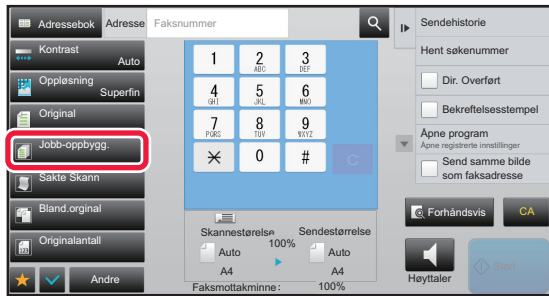 Adressebok Adresse Faksnummer
Kontrast
Auto
Oppløsning
Superfin
Original
Jobb-oppbygg.
Sakte Skann
Bland.orginal
Originalantall
Andre
1 2 3
ABC DEF
4 5 6
GHI JKL MNO
7 8 9
PQRS TUV WXYZ
0 #
C
Skannestørelse Sendestørrelse
100%
Auto Auto
A4 A4
Faksmottakminne: 100%
Sendehistorie
Hent søkenummer
Dir. Overført
Bekreftelsesstempel
Åpne program
Åpne registrerte innstillinger
Send samme bilde
som faksadresse
Forhåndsvis CA
Høyttaler
Start